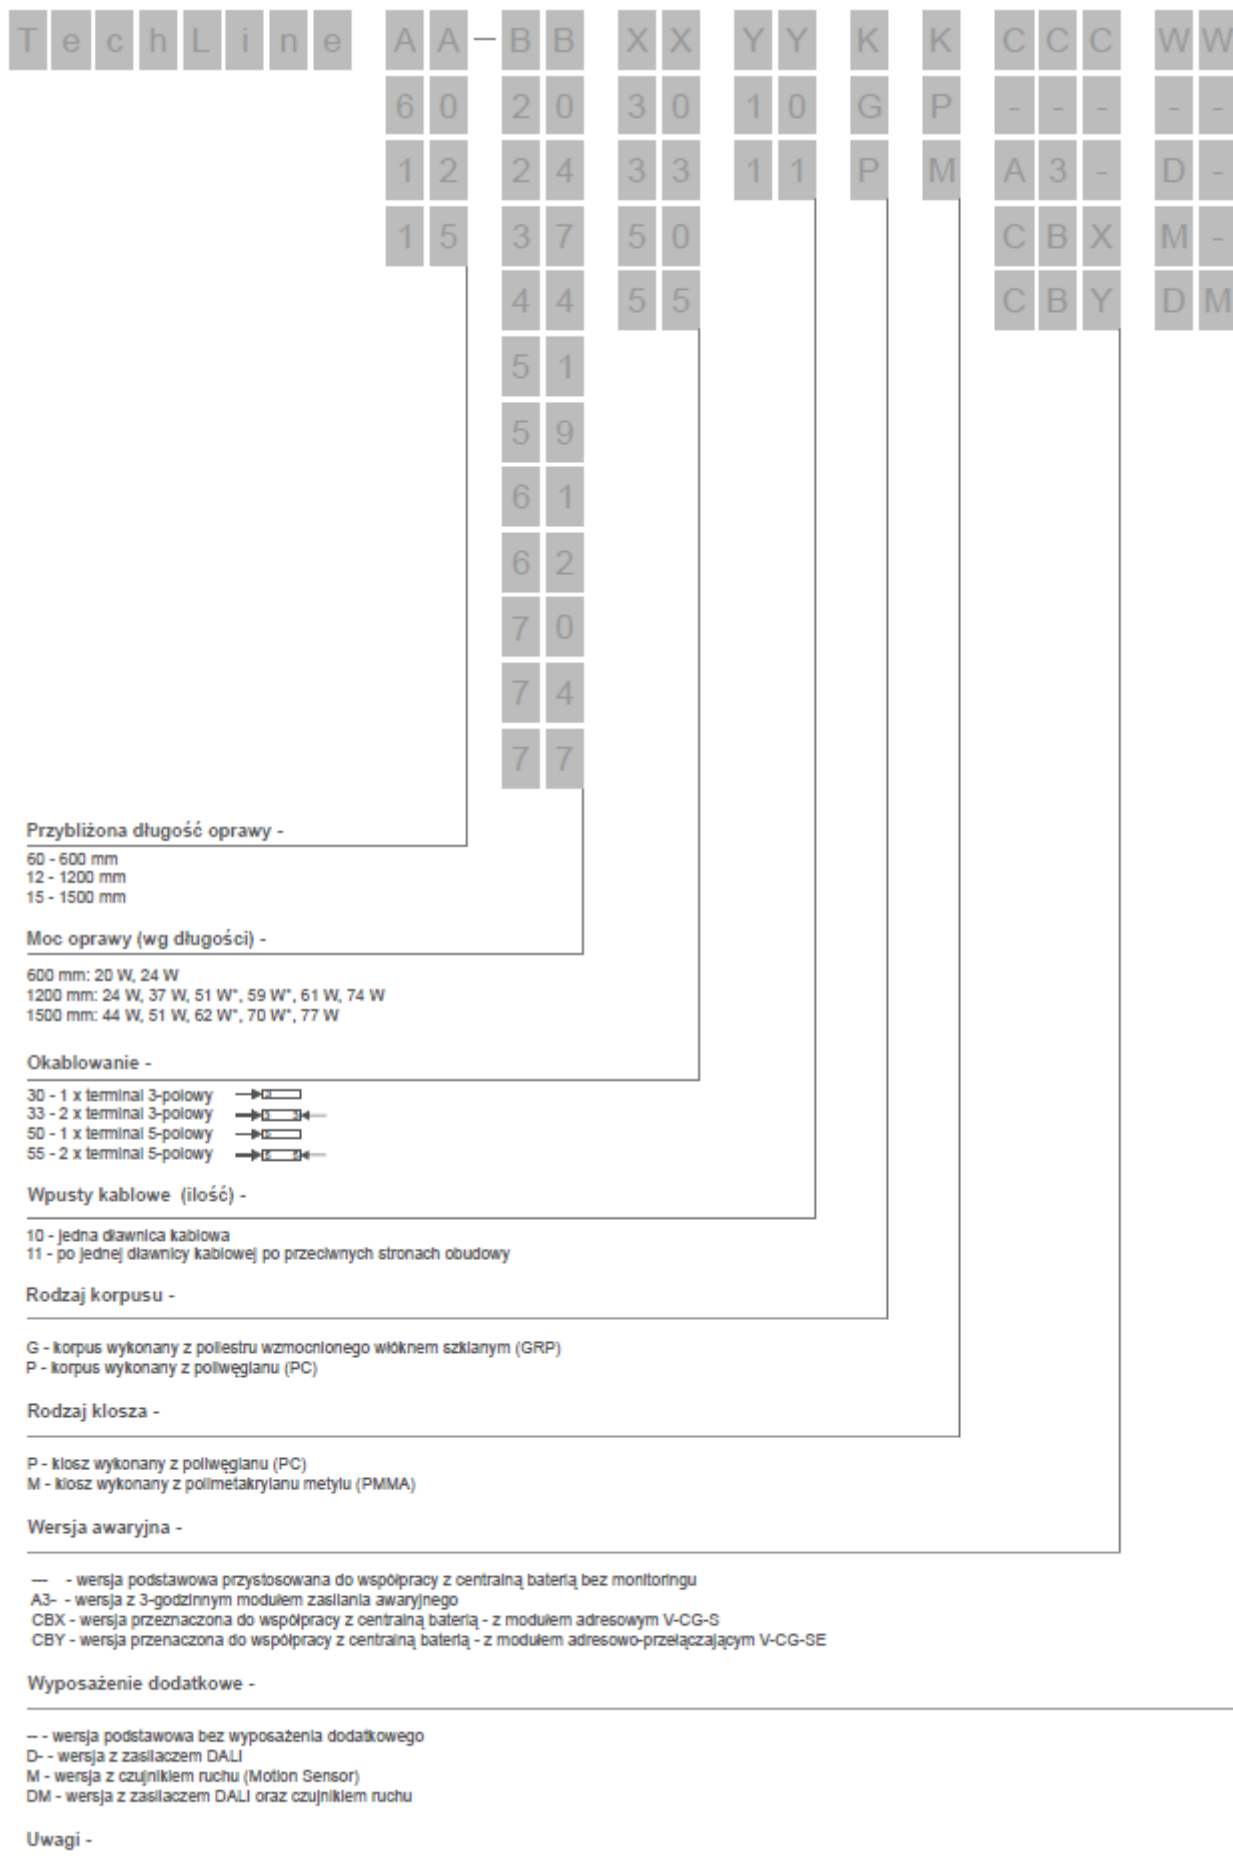 TechLine AA-BB XX YY K K CCC WW
60 20 30 10 G P --- --
12 24 33 11 P M A3- D-
15 37 50 CBX M-
44 55 CBY DM
51
59
61
62
70
74
77
Przybliżona długość oprawy -
60 - 600 mm
12 - 1200 mm
15 - 1500 mm
Moc oprawy (wg długości) -
600 mm: 20 W, 24 W
1200 mm: 24 W, 37 W, 51 W*, 59 W*, 61 W, 74 W
1500 mm: 44 W, 51 W, 62 W*, 70 W*, 77 W
Okablowanie -
30 - 1 x terminal 3-polowy
33 - 2 x terminal 3-polowy
50 - 1 x terminal 5-polowy
55 - 2 x terminal 5-polowy
Wpusty kablowe (ilość) -
10 - jedna dławnica kablowa
11 - po jednej dławnicy kablowej po przeciwnych stronach obudowy
Rodzaj korpusu -
G - korpus wykonany z poliestru wzmocnionego włóknem szklanym (GRP)
P - korpus wykonany z poliwęglanu (PC)
Rodzaj klosza -
P - klosz wykonany z poliwęglanu (PC)
M - klosz wykonany z polimetakrylanu metylu (PMMA)
Wersja awaryjna -
--- - wersja podstawowa przystosowana do współpracy z centralną baterią bez monitoringu
A3- - wersja z 3-godzinnym modułem zasilania awaryjnego
CBX - wersja przeznaczona do współpracy z centralną baterią - z modułem adresowym V-CG-S
CBY - wersja przenaczona do współpracy z centralną baterią - z modułem adresowo-przełączającym V-CG-SE
Wyposażenie dodatkowe -
-- - wersja podstawowa bez wyposażenia dodatkowego
D- - wersja z zasilaczem DALI
M - wersja z czujnikiem ruchu (Motion Sensor)
DM - wersja z zasilaczem DALI oraz czujnikiem ruchu
Uwagi -